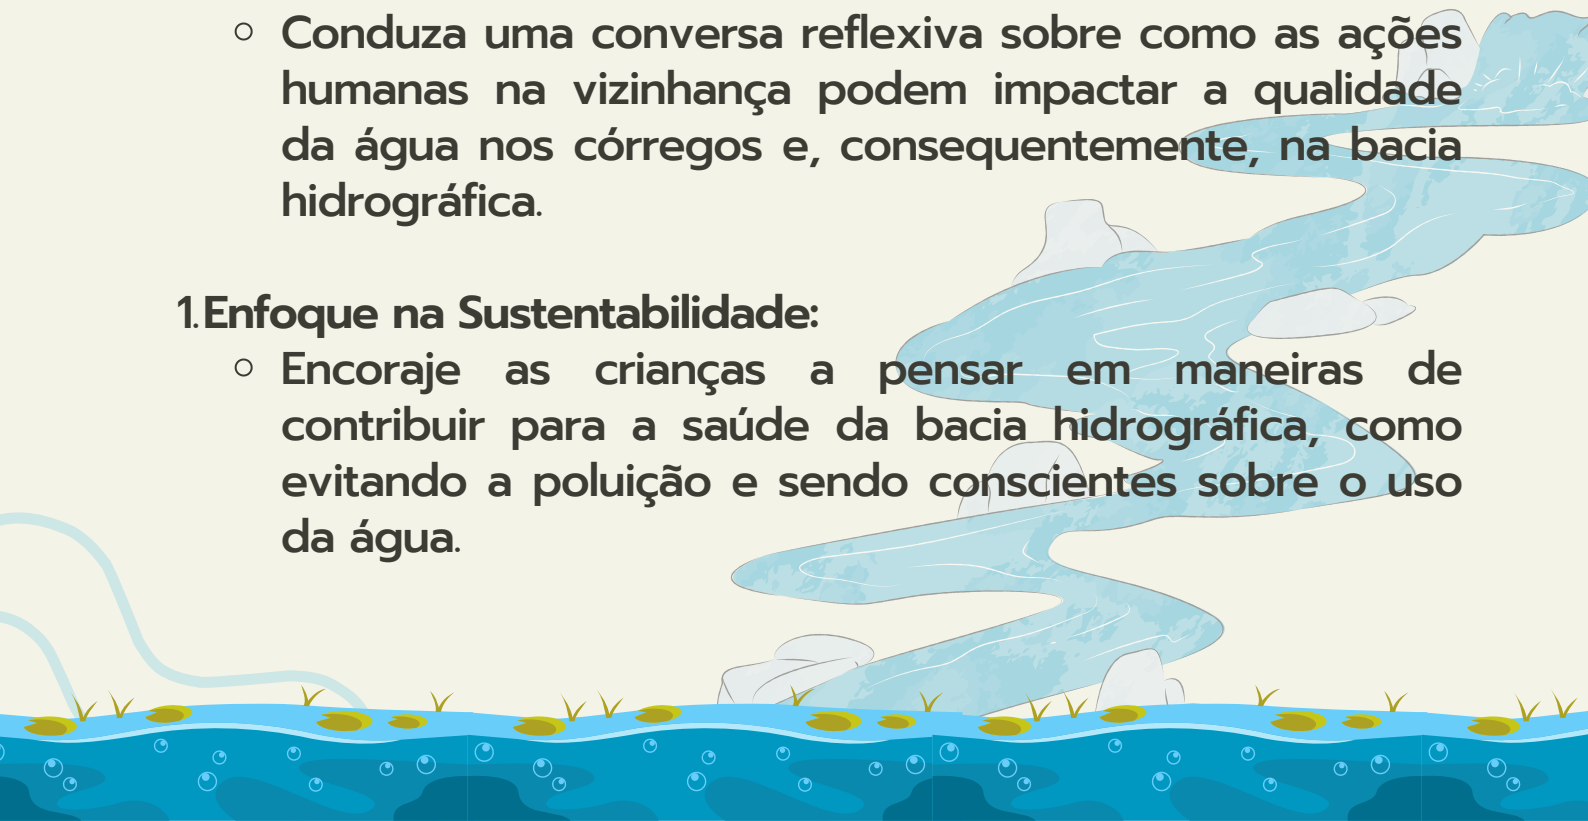 ○ Conduza uma conversa reflexiva sobre como as ações
humanas na vizinhança podem impactar a qualidade
da água nos córregos e, consequentemente, na bacia
hidrográfica.
1. Enfoque na Sustentabilidade:
○ Encoraje as crianças a pensar em maneiras de
contribuir para a saúde da bacia hidrográfica, como
evitando a poluição e sendo conscientes sobre o uso
da água.